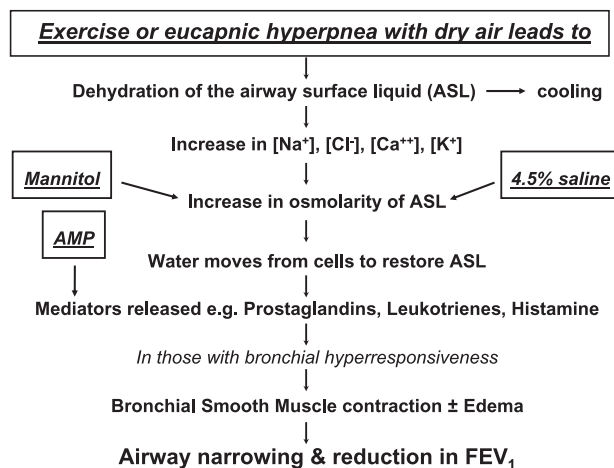 Exercise or eucapnic hyperpnea with dry air leads to
Dehydration of the airway surface liquid (ASL) cooling
Increase in [Na⁺], [Cl⁻], [Ca⁺⁺], [K⁺]
Mannitol
4.5% saline
Increase in osmolarity of ASL
AMP
Water moves from cells to restore ASL
Mediators released e.g. Prostaglandins, Leukotrienes, Histamine
In those with bronchial hyperresponsiveness
Bronchial Smooth Muscle contraction ± Edema
Airway narrowing & reduction in FEV₁